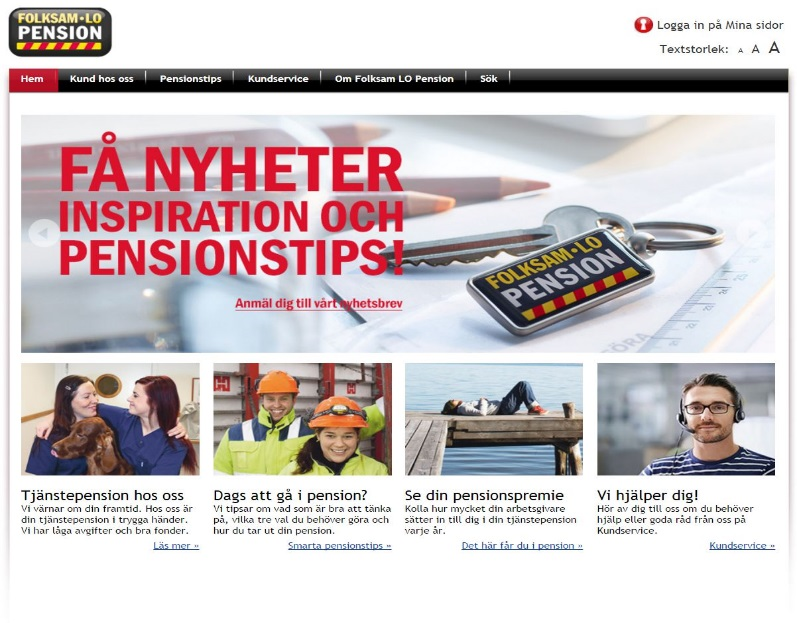 FOLKSAM•LO
PENSION
Logga in på Mina sidor
Textstorlek: A A A
Hem Kund hos oss Pensionstips Kundservice Om Folksam LO Pension Sök
FÅ NYHETER
INSPIRATION OCH
PENSIONSTIPS!
Anmäl dig till vårt nyhetsbrev
FOLKSAM•LO
PENSION
Tjänstepension hos oss
Vi värnar om din framtid. Hos oss är
din tjänstepension i trygga händer.
Vi har låga avgifter och bra fonder.
Läs mer »
Dags att gå i pension?
Vi tipsar om vad som är bra att tänka
på, vilka tre val du behöver göra och
hur du tar ut din pension.
Smarta pensionstips »
Se din pensionspremie
Kolla hur mycket din arbetsgivare
sätter in till dig i din tjänstepension
varje år.
Det här får du i pension »
Vi hjälper dig!
Hör av dig till oss om du behöver
hjälp eller goda råd från oss på
Kundservice.
Kundservice »